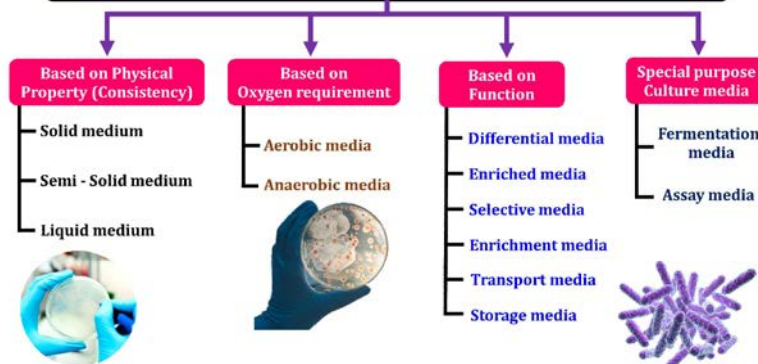 Based on Physical
Property (Consistency)
Solid medium
Semi - Solid medium
Liquid medium
Based on
Oxygen requirement
Aerobic media
Anaerobic media
Based on
Function
Differential media
Enriched media
Selective media
Enrichment media
Transport media
Storage media
Special purpose
Culture media
Fermentation
media
Assay media